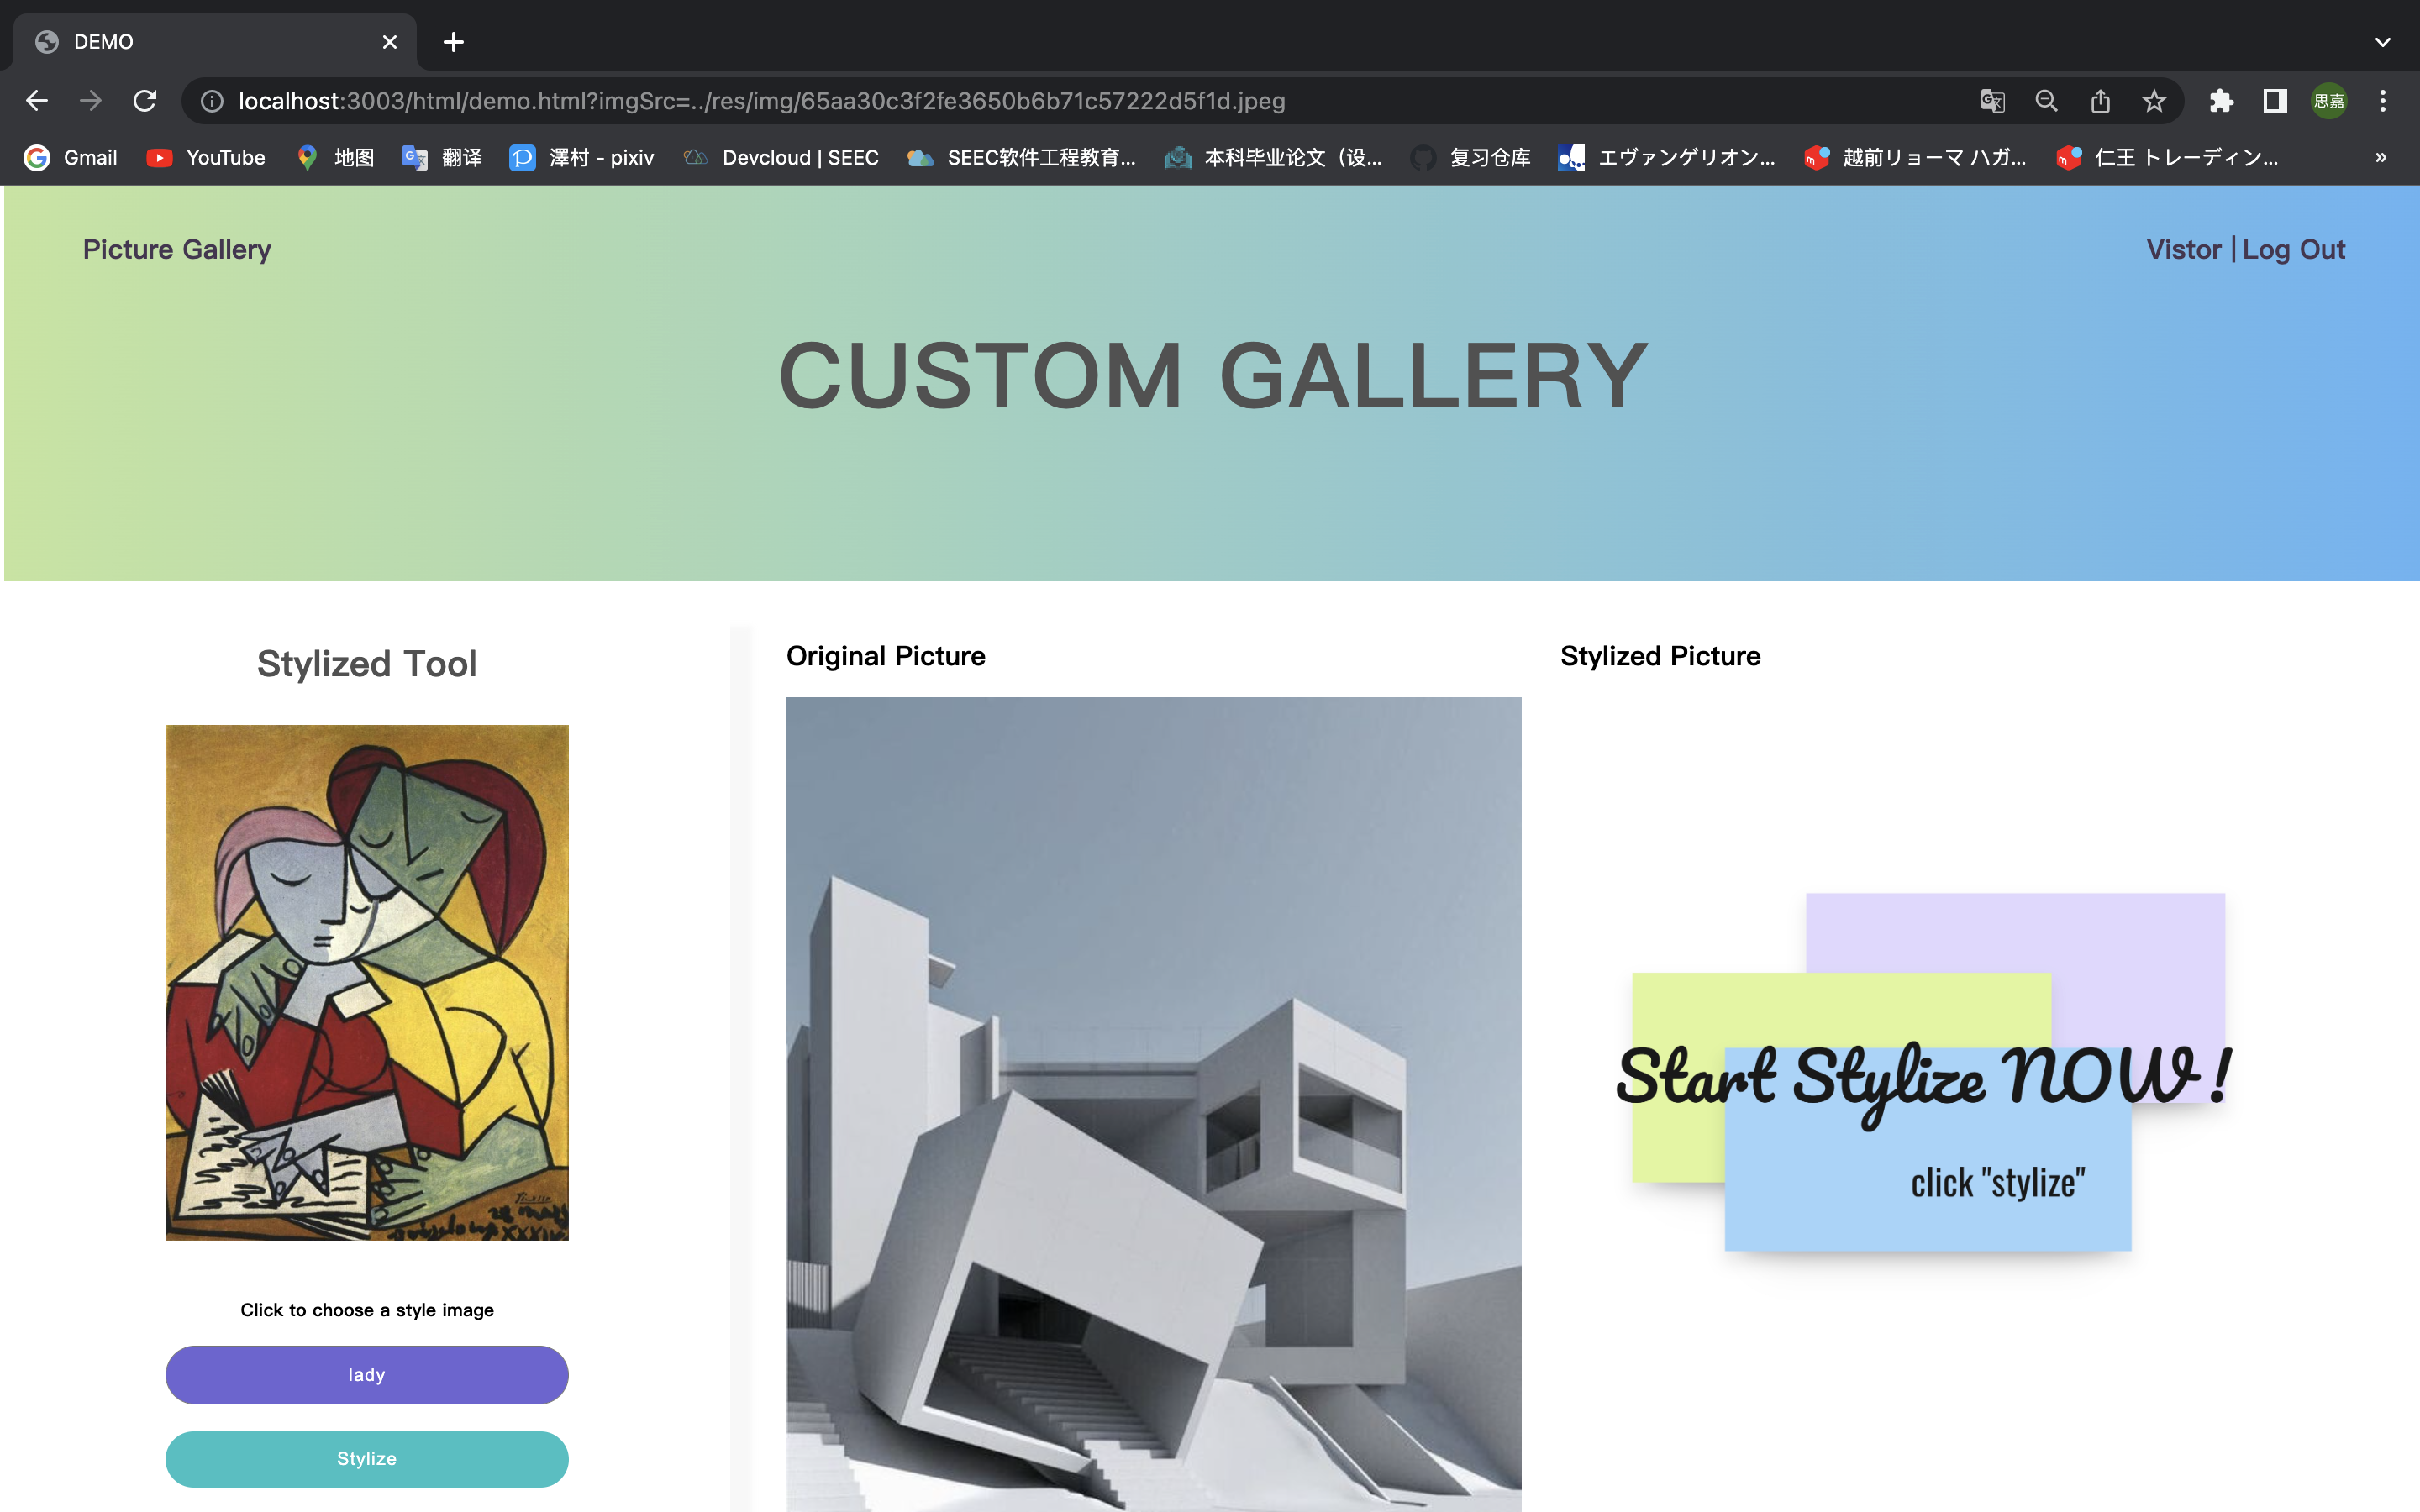 DEMO
localhost:3003/html/demo.html?imgSrc=../res/img/65aa30c3f2fe3650b6b71c57222d5f1d.jpeg
思嘉
Gmail
YouTube
地图
翻译
澤村 - pixiv
Devcloud | SEEC
SEEC软件工程教育...
本科毕业论文（设...
复习仓库
エヴァンゲリオン...
越前リョーマ ハガ...
仁王 トレーディン...
»
Picture Gallery
Vistor | Log Out
CUSTOM GALLERY
Stylized Tool
Click to choose a style image
lady
Stylize
Original Picture
Stylized Picture
Start Stylize NOW!
click "stylize"